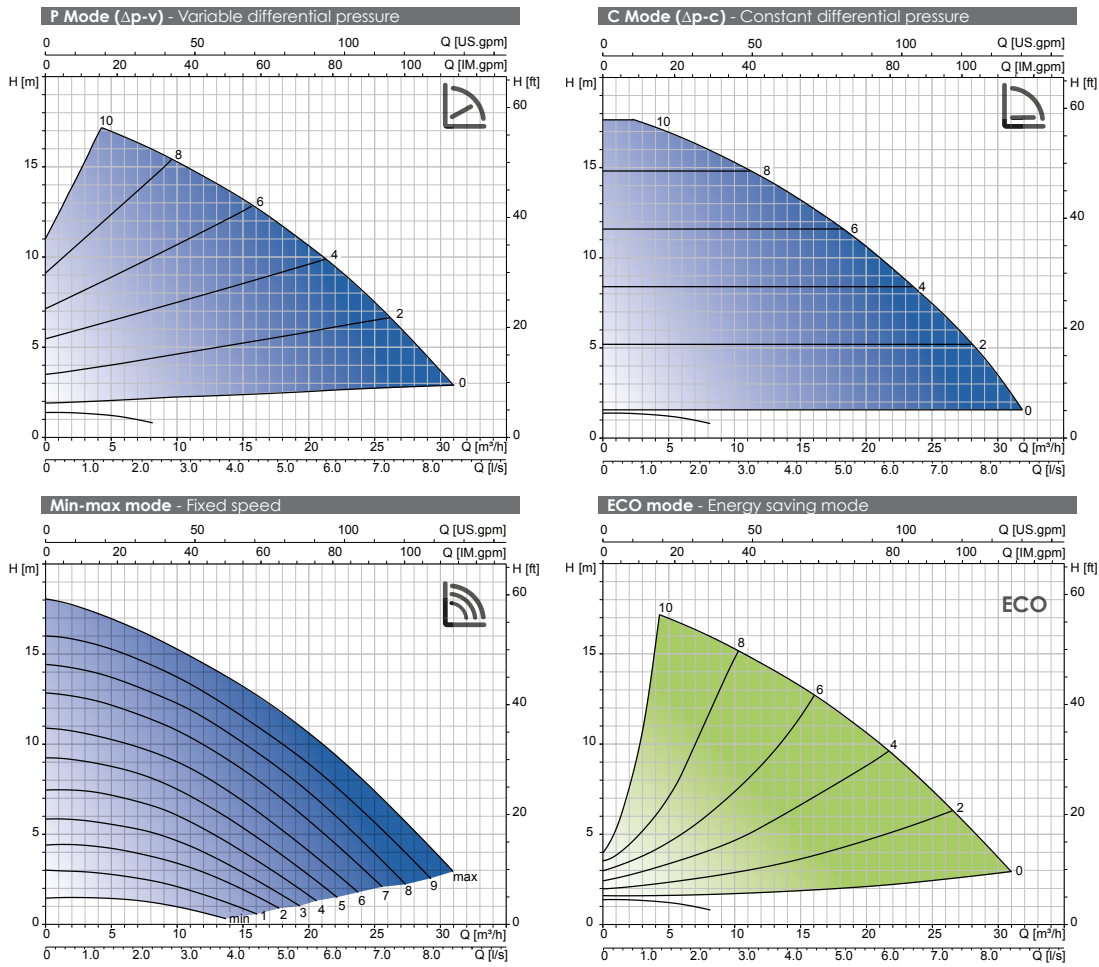 P Mode (Δp-v) - Variable differential pressure
0 50 100 Q [US.gpm]
0 20 40 60 80 100 Q [IM.gpm]
H [m] H [ft]
60
10
8
15
6 40
10 4
2 20
5
0
0 0
0 5 10 15 20 25 30 Q [m³/h]
0 1.0 2.0 3.0 4.0 5.0 6.0 7.0 8.0 Q [l/s]
C Mode (Δp-c) - Constant differential pressure
0 50 100 Q [US.gpm]
0 20 40 60 80 100 120 Q [IM.gpm]
H [m] H [ft]
60
10
15 8
40
6
10
4
20
5 2
0
0 0
0 5 10 15 20 25 30 Q [m³/h]
0 1.0 2.0 3.0 4.0 5.0 6.0 7.0 8.0 Q [l/s]
Min-max mode - Fixed speed
0 50 100 Q [US.gpm]
0 20 40 60 80 100 Q [IM.gpm]
H [m] H [ft]
60
15
40
10
20
5
min 1 2 3 4 5 6 7 8 9 max
0 0
0 5 10 15 20 25 30 Q [m³/h]
0 1.0 2.0 3.0 4.0 5.0 6.0 7.0 8.0 Q [l/s]
ECO mode - Energy saving mode
0 50 100 Q [US.gpm]
0 20 40 60 80 100 120 Q [IM.gpm]
H [m] H [ft]
60
10 ECO
15 8
6 40
10 4
2 20
5
0
0 0
0 5 10 15 20 25 30 Q [m³/h]
0 1.0 2.0 3.0 4.0 5.0 6.0 7.0 8.0 Q [l/s]